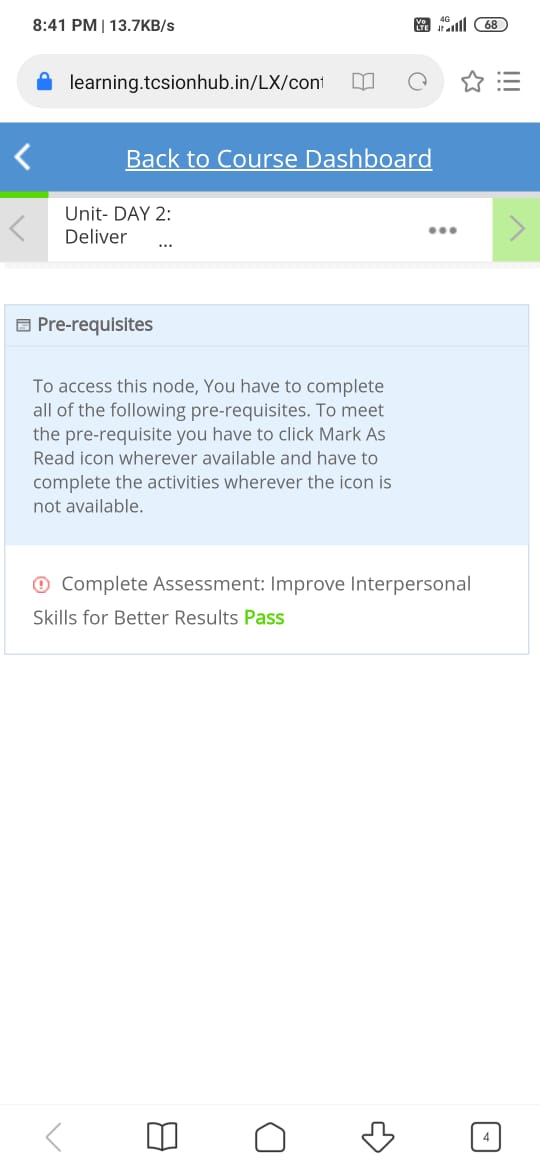 8:41 PM | 13.7KB/s
Vo LTE 4G 68
learning.tcsionhub.in/LX/con
Back to Course Dashboard
Unit- DAY 2:
Deliver ...
Pre-requisites
To access this node, You have to complete
all of the following pre-requisites. To meet
the pre-requisite you have to click Mark As
Read icon wherever available and have to
complete the activities wherever the icon is
not available.
Complete Assessment: Improve Interpersonal
Skills for Better Results Pass
4